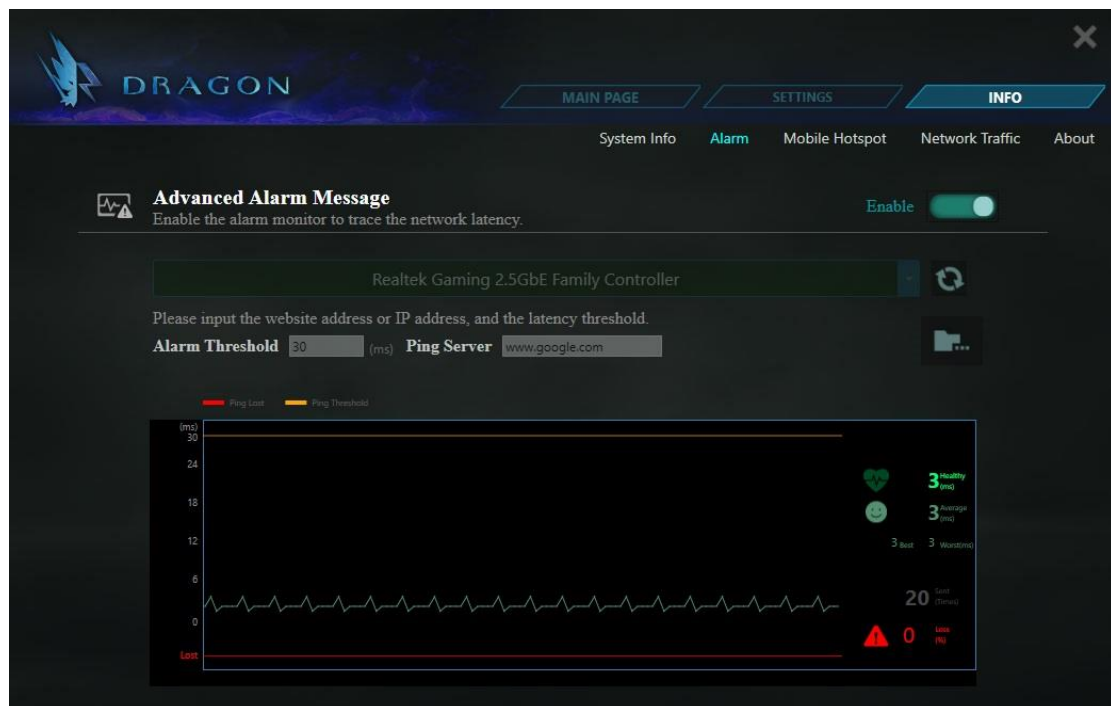 DRAGON
MAIN PAGE SETTINGS INFO
System Info Alarm Mobile Hotspot Network Traffic About
Advanced Alarm Message
Enable the alarm monitor to trace the network latency.
Enable
Realtek Gaming 2.5GbE Family Controller
Please input the website address or IP address, and the latency threshold.
Alarm Threshold 30 (ms) Ping Server www.google.com
Ping Lost Ping Threshold
(ms)
30
24
18
12
6
0
Lost
3 Healthy (ms)
3 Average (ms)
3 Best 3 Worst(ms)
20 Sent (Times)
0 Loss (%)